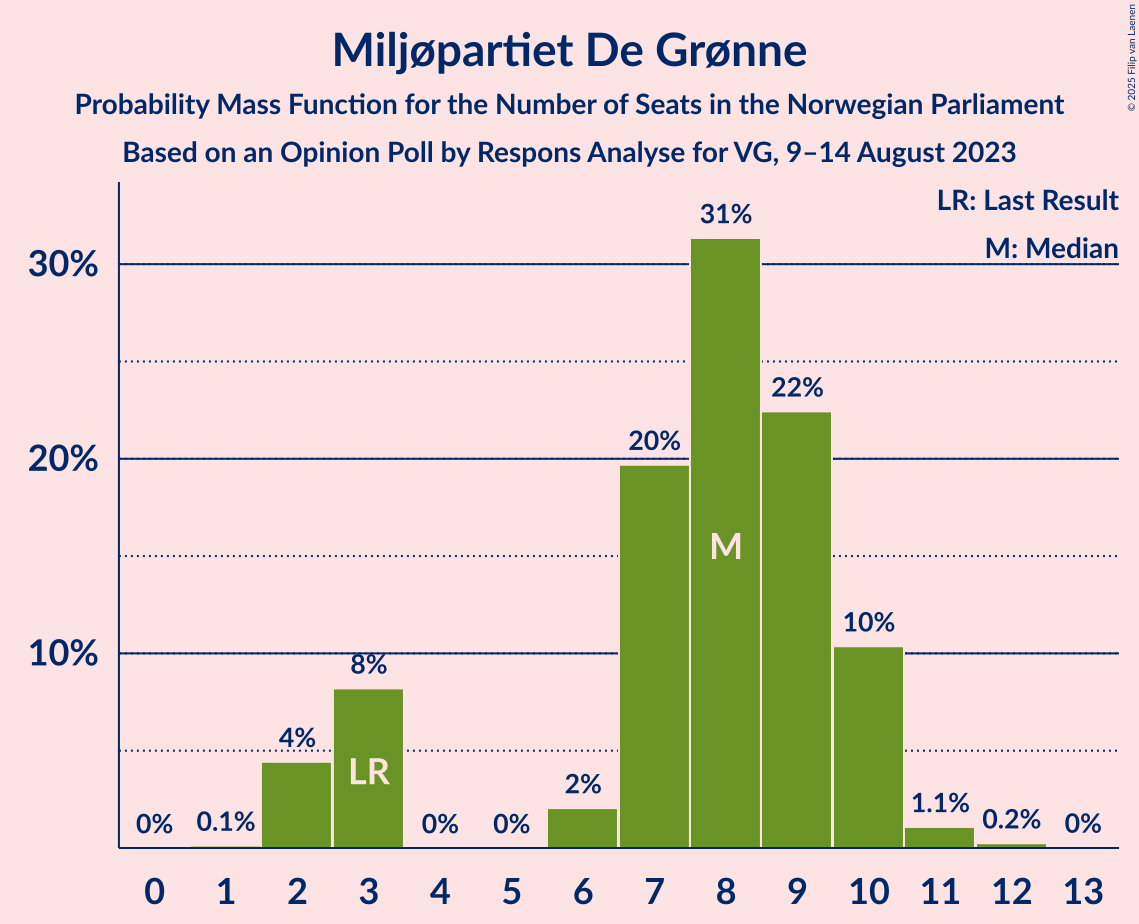 Miljøpartiet De Grønne
Probability Mass Function for the Number of Seats in the Norwegian Parliament
Based on an Opinion Poll by Respons Analyse for VG, 9–14 August 2023
© 2025 Filip van Laenen
LR: Last Result
M: Median
30%
20%
10%
0%
0.1%
4%
8%
0%
0%
2%
20%
31%
22%
10%
1.1%
0.2%
0%
LR
M
0 1 2 3 4 5 6 7 8 9 10 11 12 13